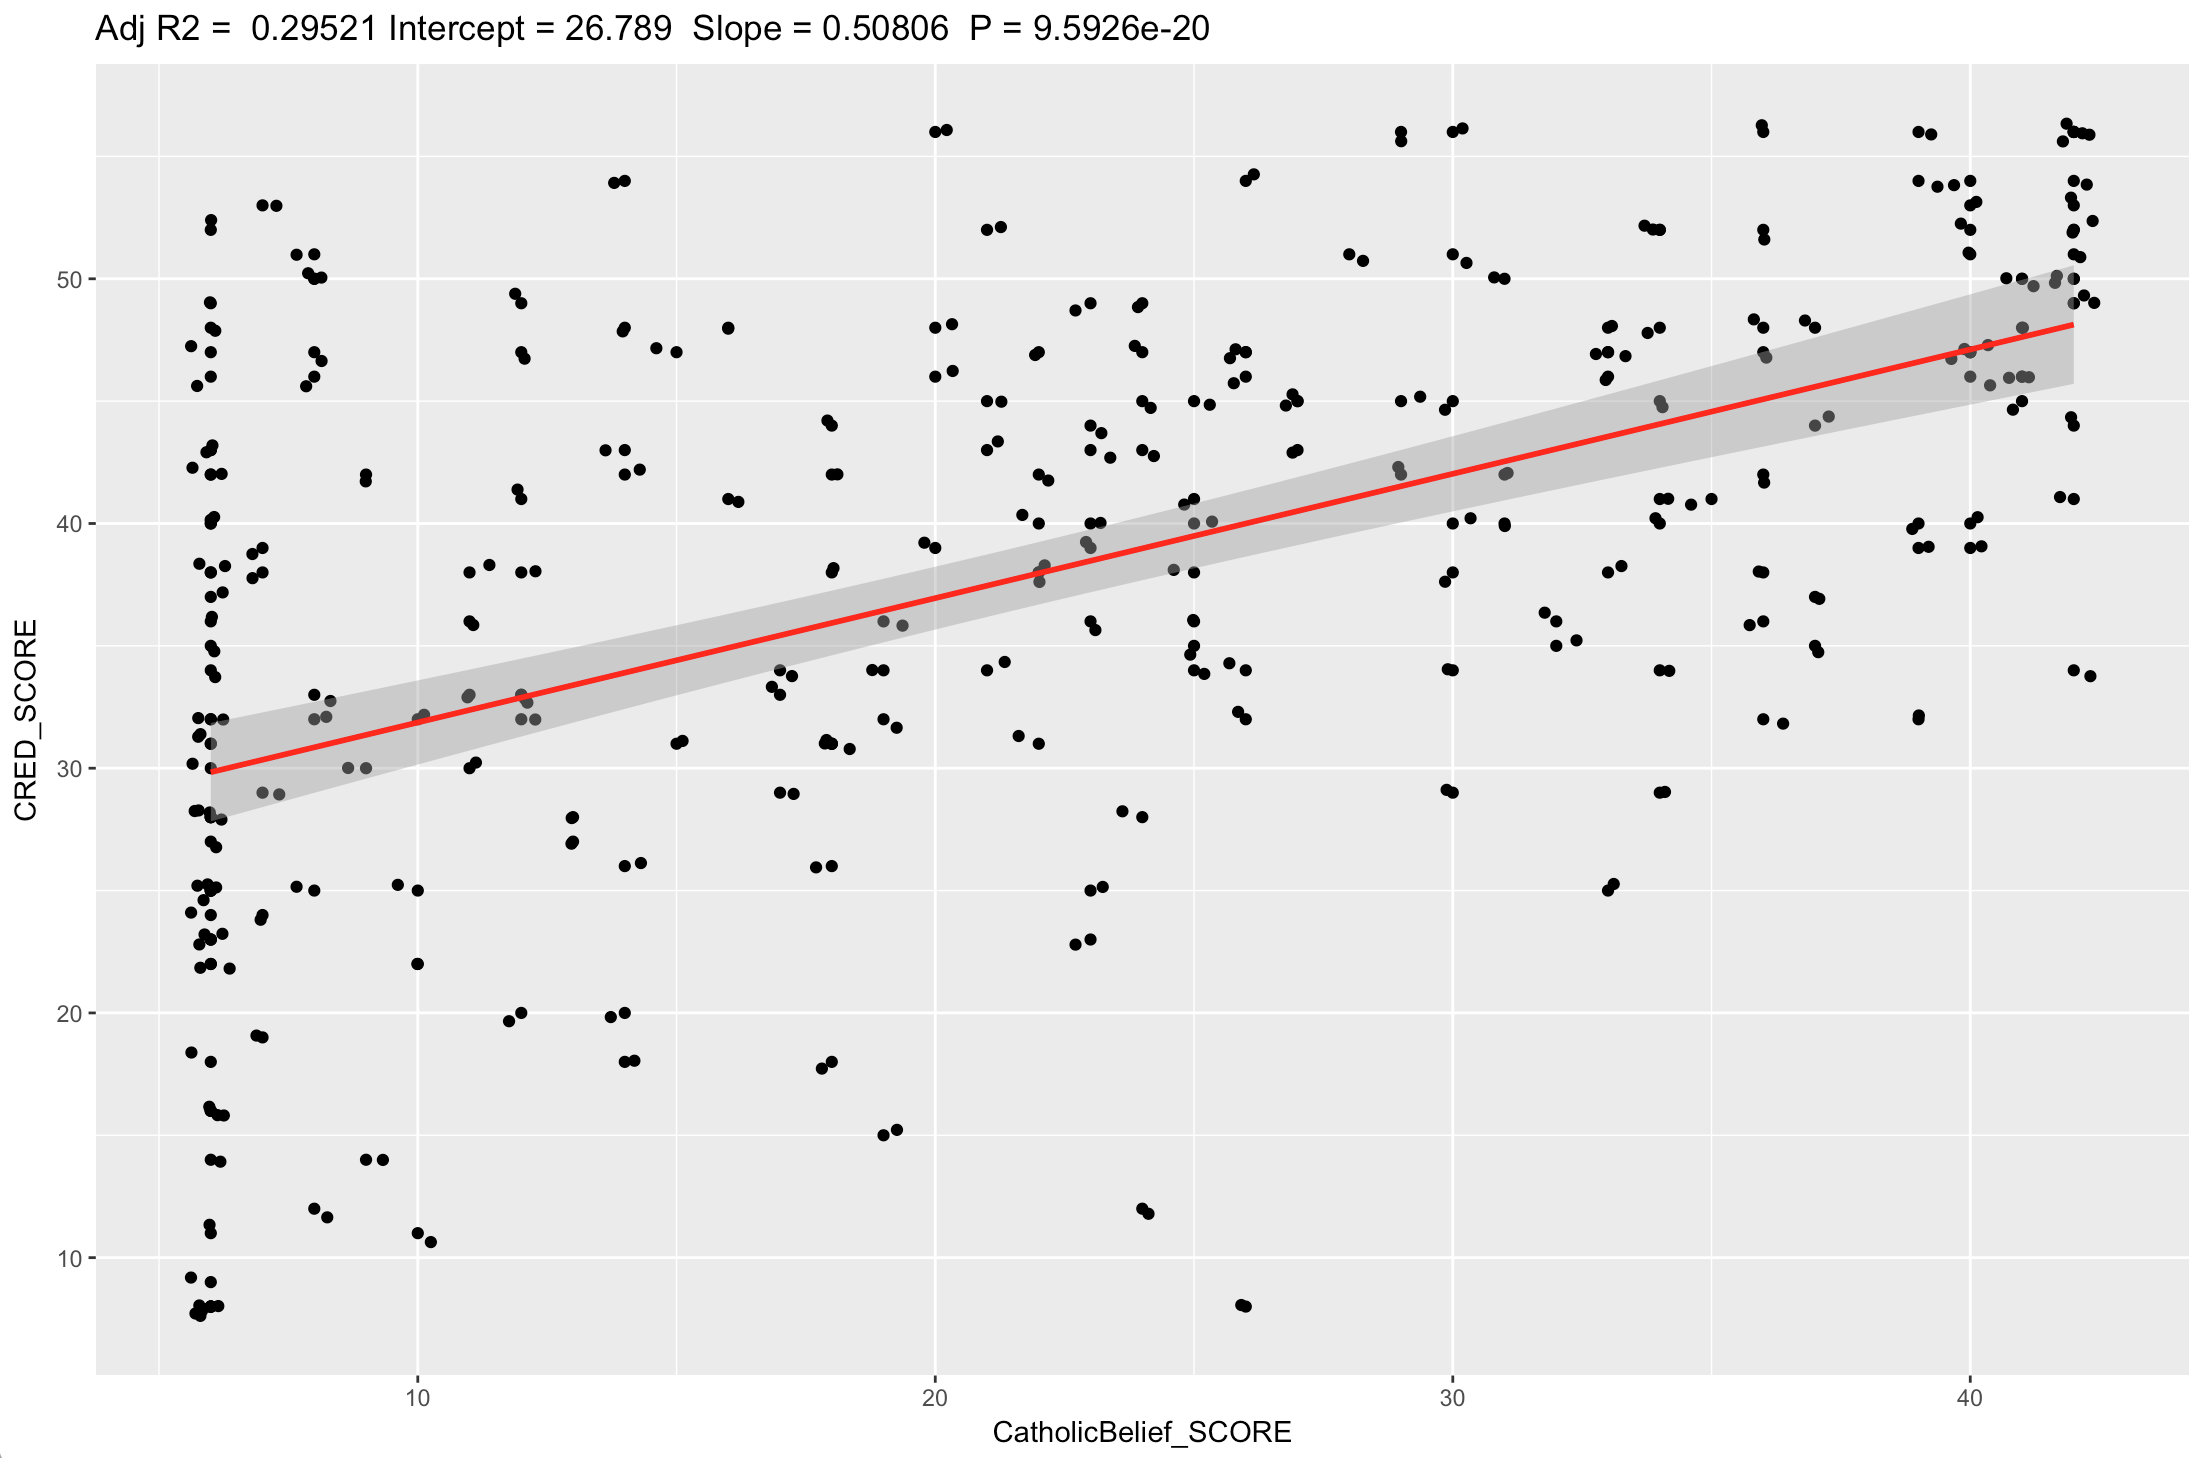 Adj R2 =  0.29521 Intercept = 26.789  Slope = 0.50806  P = 9.5926e-20
50
40
30
20
10
CRED_SCORE
10 20 30 40
CatholicBelief_SCORE